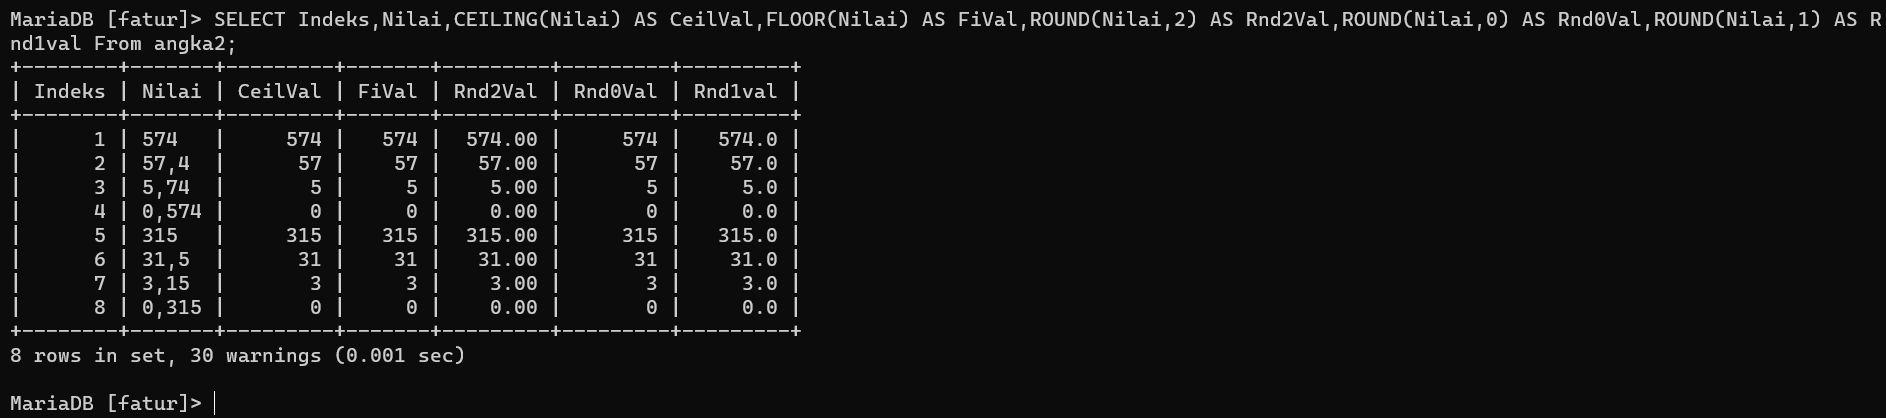 MariaDB [fatur]> SELECT Indeks,Nilai,CEILING(Nilai) AS CeilVal,FLOOR(Nilai) AS FiVal,ROUND(Nilai,2) AS Rnd2Val,ROUND(Nilai,0) AS Rnd0Val,ROUND(Nilai,1) AS R
nd1val From angka2;
+--------+-------+---------+-------+---------+---------+---------+
| Indeks | Nilai | CeilVal | FiVal | Rnd2Val | Rnd0Val | Rnd1val |
+--------+-------+---------+-------+---------+---------+---------+
|      1 | 574   |     574 |   574 |  574.00 |     574 |   574.0 |
|      2 | 57,4  |      57 |    57 |   57.00 |      57 |    57.0 |
|      3 | 5,74  |       5 |     5 |    5.00 |       5 |     5.0 |
|      4 | 0,574 |       0 |     0 |    0.00 |       0 |     0.0 |
|      5 | 315   |     315 |   315 |  315.00 |     315 |   315.0 |
|      6 | 31,5  |      31 |    31 |   31.00 |      31 |    31.0 |
|      7 | 3,15  |       3 |     3 |    3.00 |       3 |     3.0 |
|      8 | 0,315 |       0 |     0 |    0.00 |       0 |     0.0 |
+--------+-------+---------+-------+---------+---------+---------+
8 rows in set, 30 warnings (0.001 sec)
MariaDB [fatur]>